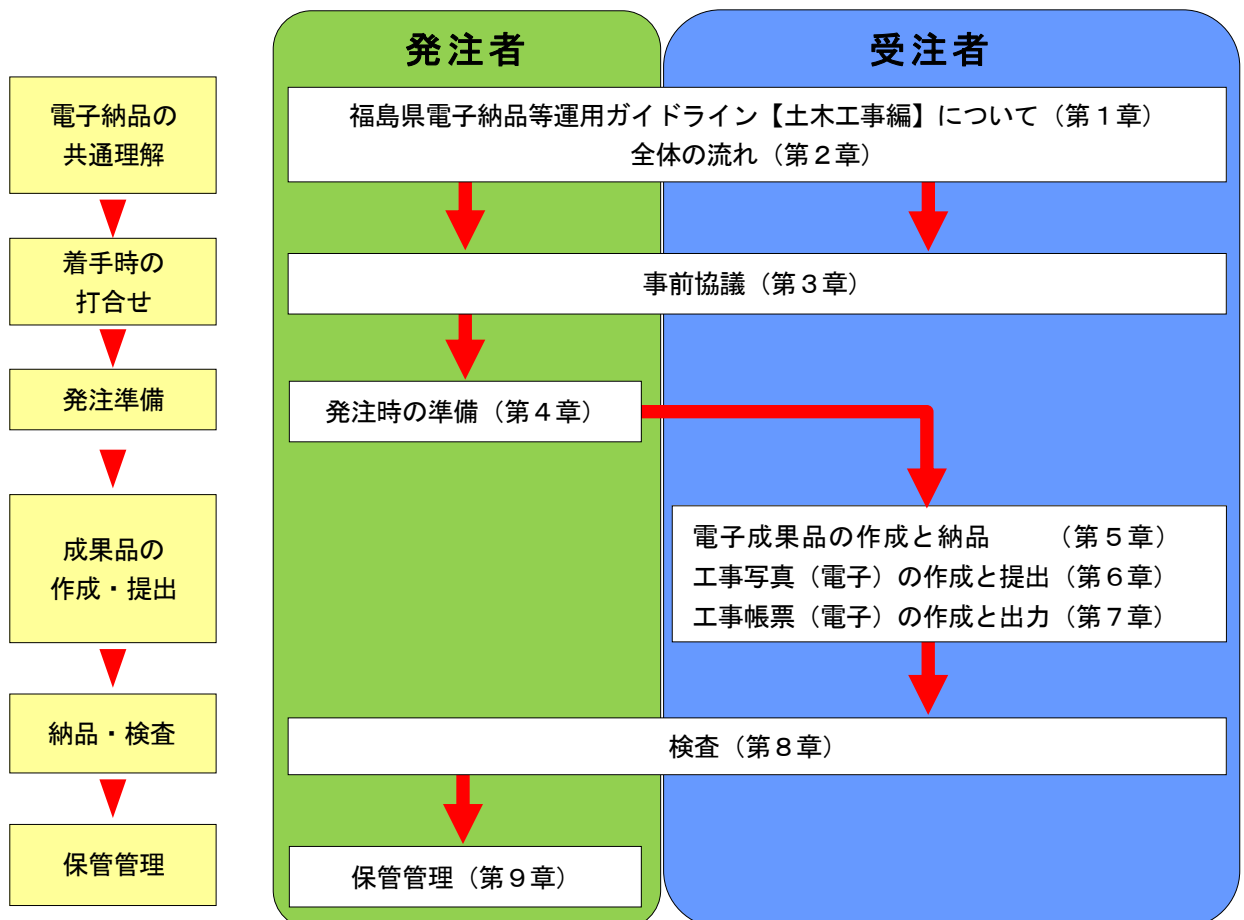 発注者
受注者
電子納品の
共通理解
福島県電子納品等運用ガイドライン【土木工事編】について（第１章）
全体の流れ（第２章）
着手時の
打合せ
事前協議（第３章）
発注準備
発注時の準備（第４章）
成果品の
作成・提出
電子成果品の作成と納品　　（第５章）
工事写真（電子）の作成と提出（第６章）
工事帳票（電子）の作成と出力（第７章）
納品・検査
検査（第８章）
保管管理
保管管理（第９章）